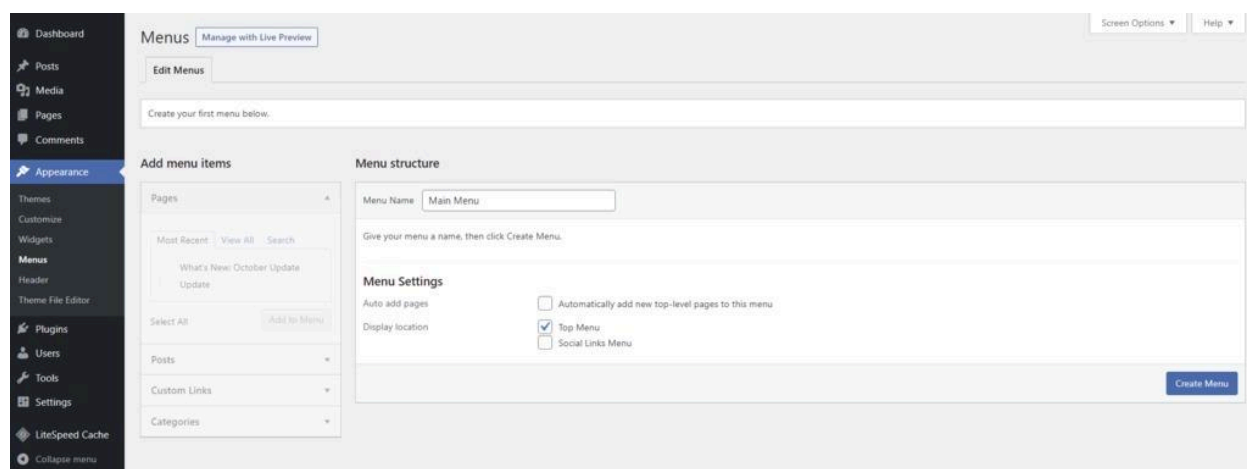 Dashboard
Posts
Media
Pages
Comments
Appearance
Themes
Customize
Widgets
Menus
Header
Theme File Editor
Plugins
Users
Tools
Settings
LiteSpeed Cache
Collapse menu
Screen Options ▼
Help ▼
Menus
Manage with Live Preview
Edit Menus
Create your first menu below.
Add menu items
Pages
Most Recent View All Search
What's New: October Update
Update
Select All
Add to Menu
Posts
Custom Links
Categories
Menu structure
Menu Name Main Menu
Give your menu a name, then click Create Menu.
Menu Settings
Auto add pages Automatically add new top-level pages to this menu
Display location Top Menu
Social Links Menu
Create Menu